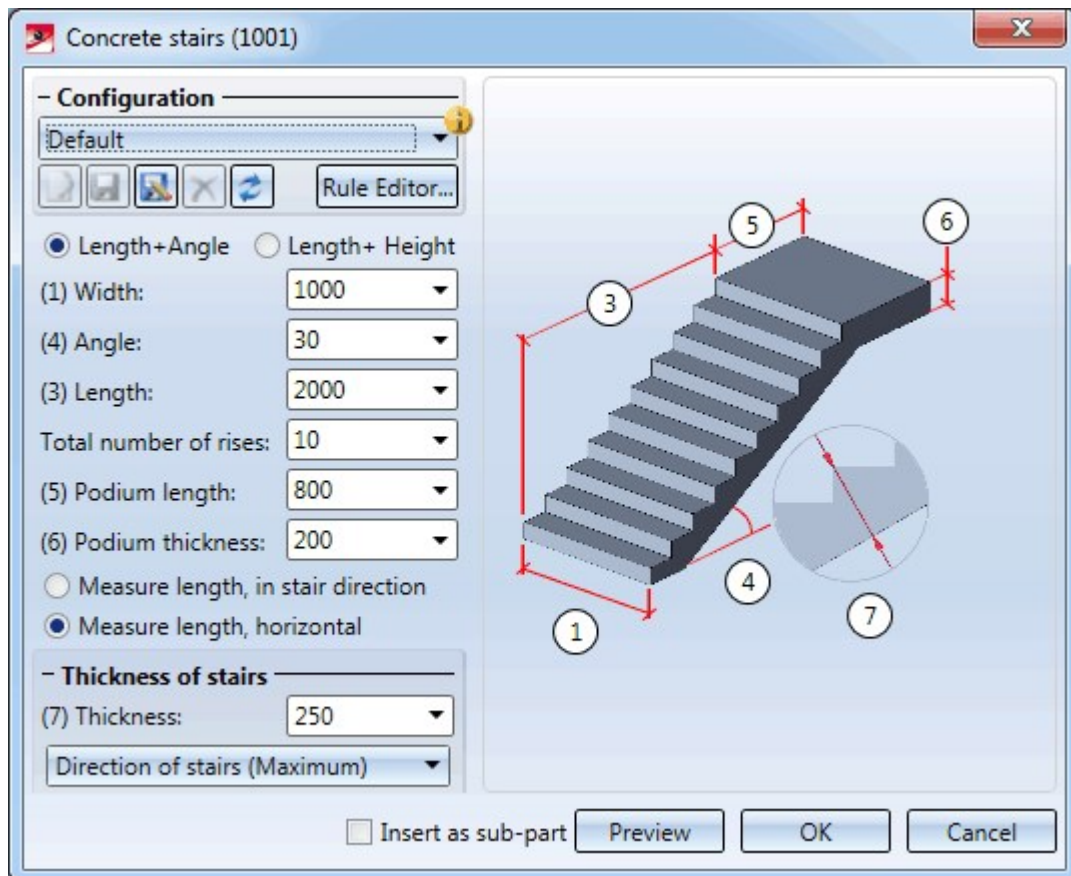 Concrete stairs (1001)
Configuration
Default
Rule Editor...
Length+Angle Length+ Height
(1) Width: 1000
(4) Angle: 30
(3) Length: 2000
Total number of rises: 10
(5) Podium length: 800
(6) Podium thickness: 200
Measure length, in stair direction
Measure length, horizontal
Thickness of stairs
(7) Thickness: 250
Direction of stairs (Maximum)
5
6
3
4
7
1
Insert as sub-part Preview OK Cancel